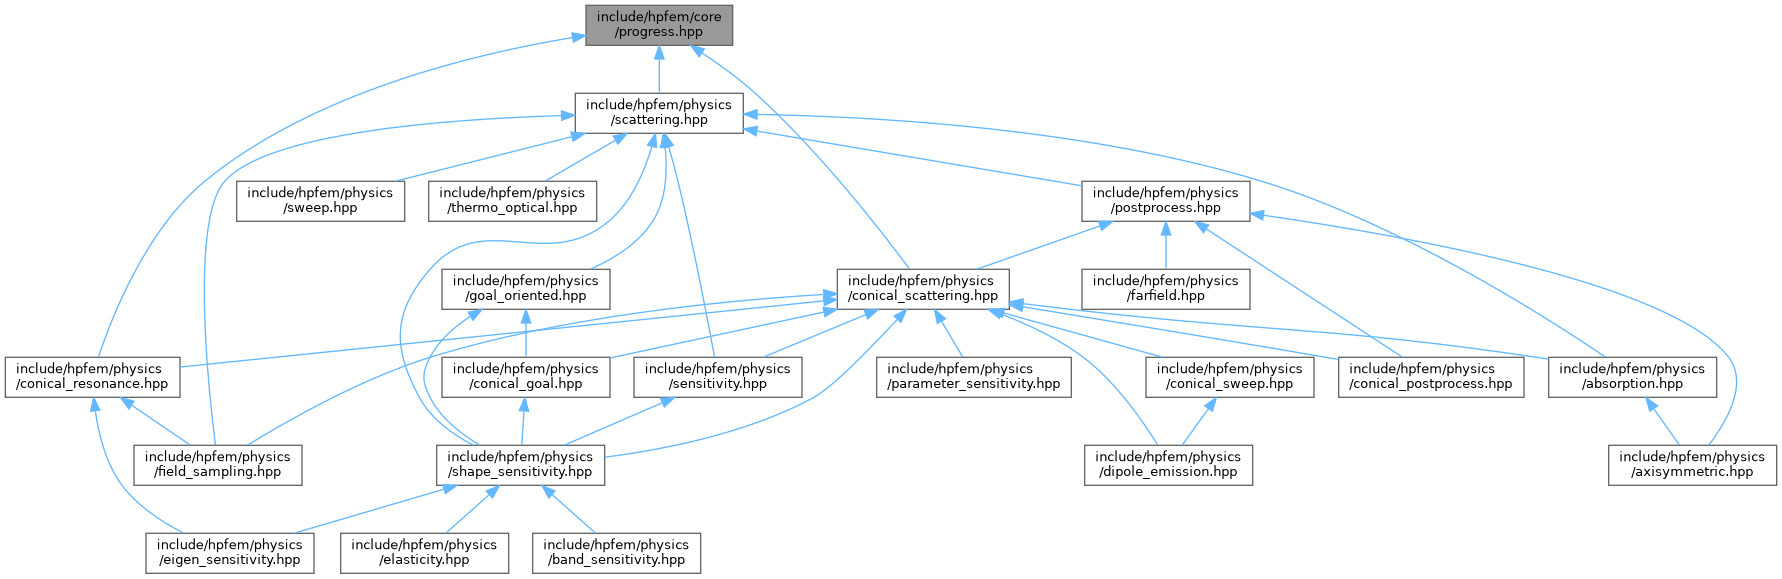 include/hpfem/core
/progress.hpp
include/hpfem/physics
/scattering.hpp
include/hpfem/physics
/sweep.hpp
include/hpfem/physics
/thermo_optical.hpp
include/hpfem/physics
/postprocess.hpp
include/hpfem/physics
/goal_oriented.hpp
include/hpfem/physics
/conical_scattering.hpp
include/hpfem/physics
/farfield.hpp
include/hpfem/physics
/conical_resonance.hpp
include/hpfem/physics
/conical_goal.hpp
include/hpfem/physics
/sensitivity.hpp
include/hpfem/physics
/parameter_sensitivity.hpp
include/hpfem/physics
/conical_sweep.hpp
include/hpfem/physics
/conical_postprocess.hpp
include/hpfem/physics
/absorption.hpp
include/hpfem/physics
/field_sampling.hpp
include/hpfem/physics
/shape_sensitivity.hpp
include/hpfem/physics
/dipole_emission.hpp
include/hpfem/physics
/axisymmetric.hpp
include/hpfem/physics
/eigen_sensitivity.hpp
include/hpfem/physics
/elasticity.hpp
include/hpfem/physics
/band_sensitivity.hpp